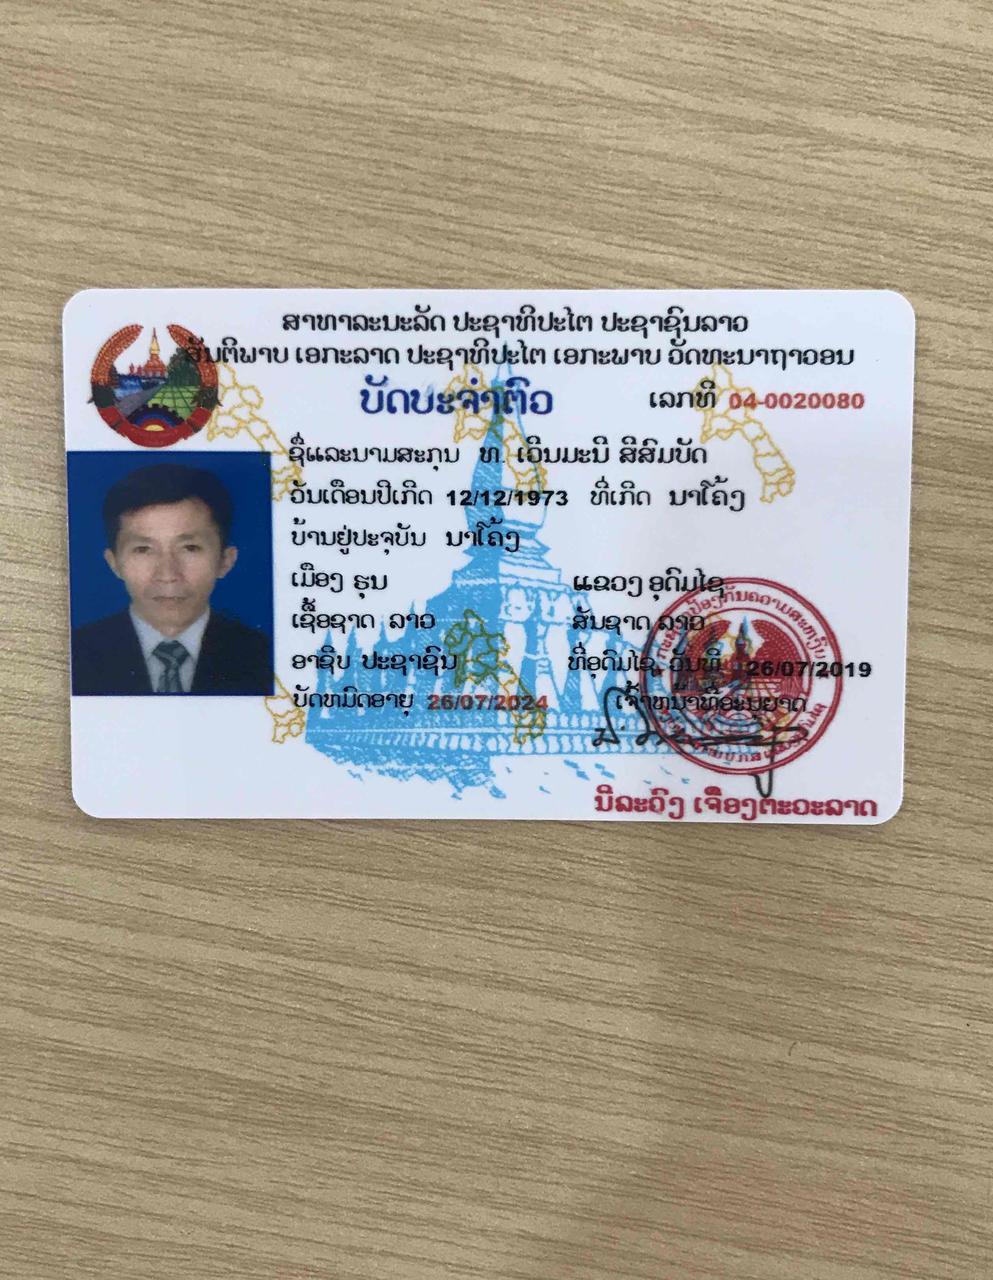 ສາທາລະນະລັດ ປະຊາທິປະໄຕ ປະຊາຊົນລາວ
ສັນຕິພາບ ເອກະລາດ ປະຊາທິປະໄຕ ເອກະພາບ ວັດທະນາຖາວອນ
ບັດປະຈຳຕົວ ເລກທີ 04-0020080
ຊື່ແລະນາມສະກຸນ ທ. ເວິນມະນີ ສີສົມບັດ
ວັນເດືອນປີເກີດ 12/12/1973 ທີ່ເກີດ ນາໂຄ້ງ
ບ້ານຢູ່ປະຈຸບັນ ນາໂຄ້ງ
ເມືອງ ຮຸນ ແຂວງ ອຸດົມໄຊ
ເຊື້ອຊາດ ລາວ ສັນຊາດ ລາວ
ອາຊີບ ປະຊາຊົນ ທີ່ອຸດົມໄຊ, ວັນທີ 26/07/2019
ບັດໝົດອາຍຸ 26/07/2024 ເຈົ້າຫນ້າທີ່ອະນຸຍາດ
ນີລະວົງ ເຈືອງຕະວະລາດ